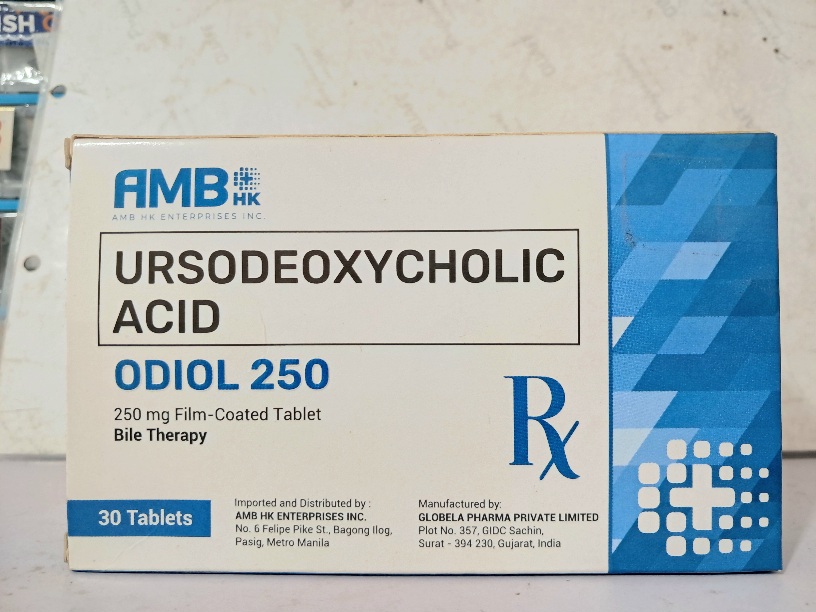 ISH
AMB HK
AMB HK ENTERPRISES INC.
URSODEOXYCHOLIC
ACID
ODIOL 250
250 mg Film-Coated Tablet
Bile Therapy
Rx
30 Tablets
Imported and Distributed by :
AMB HK ENTERPRISES INC.
No. 6 Felipe Pike St., Bagong Ilog,
Pasig, Metro Manila
Manufactured by:
GLOBELA PHARMA PRIVATE LIMITED
Plot No. 357, GIDC Sachin,
Surat - 394 230, Gujarat, India